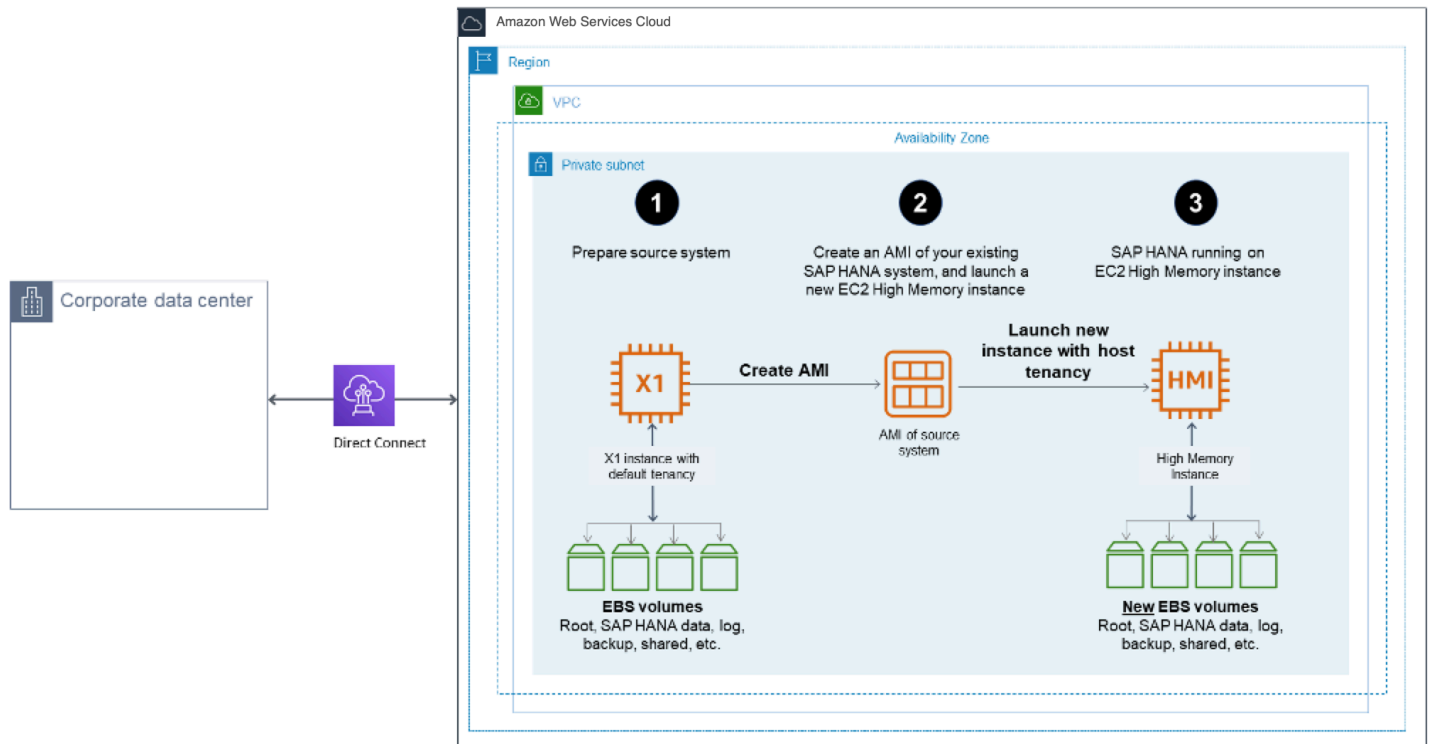 Amazon Web Services Cloud
Region
VPC
Availability Zone
Private subnet
1
Prepare source system
2
Create an AMI of your existing
SAP HANA system, and launch a
new EC2 High Memory instance
3
SAP HANA running on
EC2 High Memory instance
Corporate data center
Direct Connect
X1
Create AMI
AMI of source
system
Launch new
instance with host
tenancy
HMI
X1 instance with
default tenancy
High Memory
Instance
EBS volumes
Root, SAP HANA data, log,
backup, shared, etc.
New EBS volumes
Root, SAP HANA data, log,
backup, shared, etc.